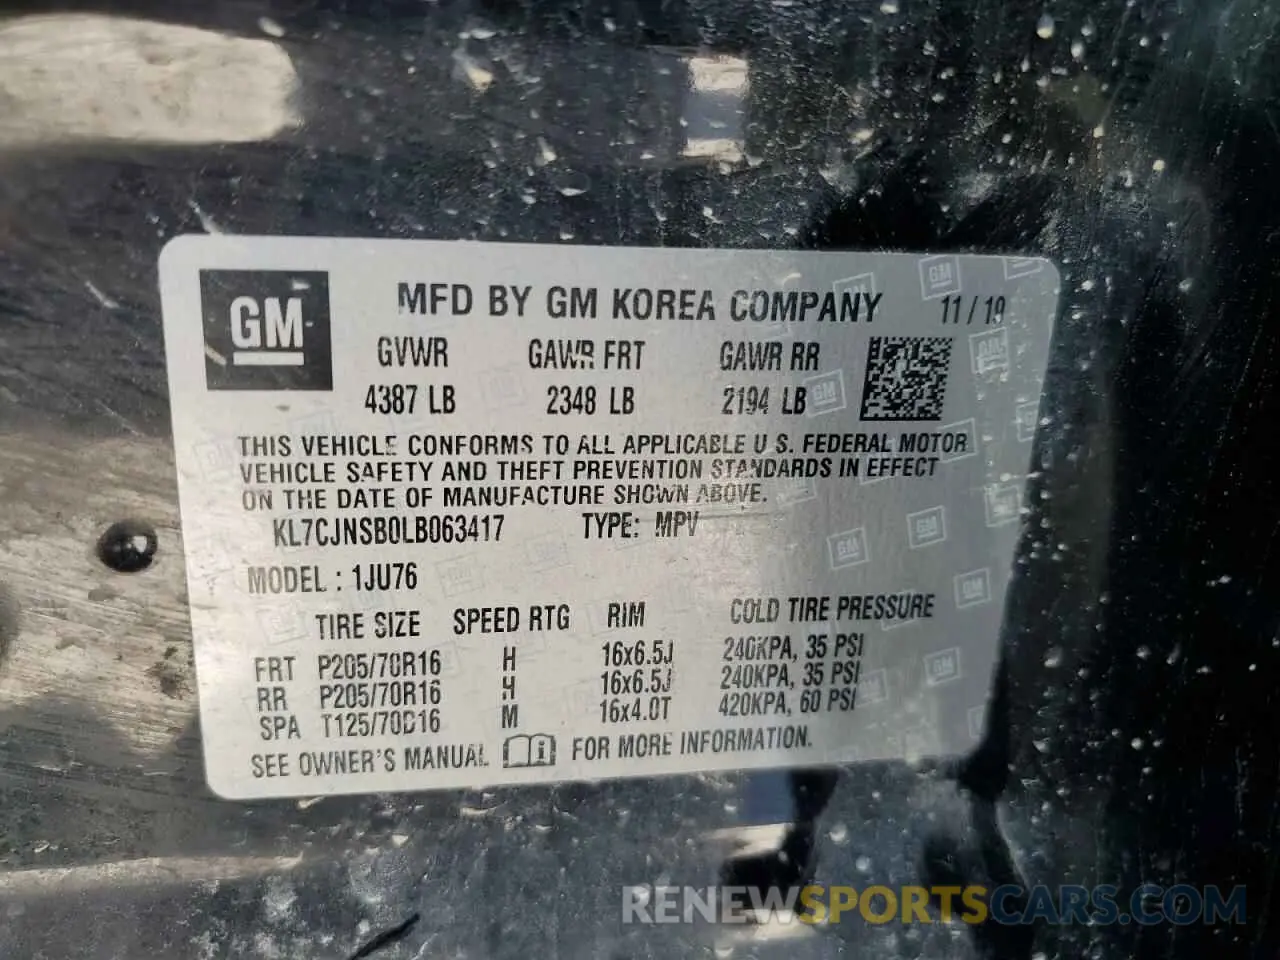 GM
MFD BY GM KOREA COMPANY 11/19
GVWR GAWR FRT GAWR RR
4387 LB 2348 LB 2194 LB
THIS VEHICLE CONFORMS TO ALL APPLICABLE U.S. FEDERAL MOTOR
VEHICLE SAFETY AND THEFT PREVENTION STANDARDS IN EFFECT
ON THE DATE OF MANUFACTURE SHOWN ABOVE.
KL7CJNSB0LB063417 TYPE: MPV
MODEL : 1JU76
TIRE SIZE SPEED RTG RIM COLD TIRE PRESSURE
FRT P205/70R16 H 16x6.5J 240KPA, 35 PSI
RR P205/70R16 H 16x6.5J 240KPA, 35 PSI
SPA T125/70D16 M 16x4.0T 420KPA, 60 PSI
SEE OWNER'S MANUAL FOR MORE INFORMATION.
RENEWSPORTSCARS.COM